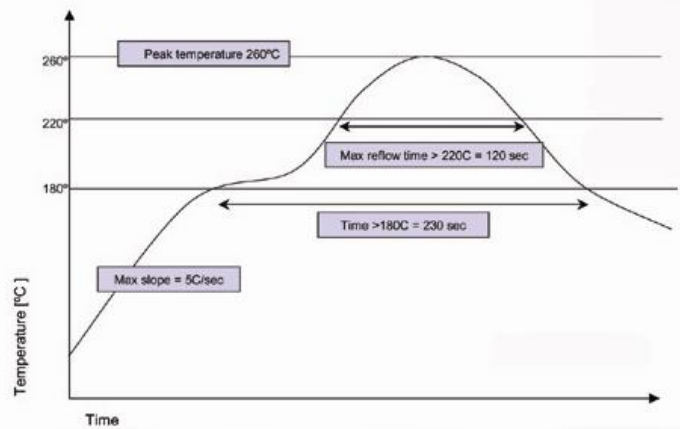 Peak temperature 260ºC
260º
220º
Max reflow time > 220C = 120 sec
180º
Time >180C = 230 sec
Max slope = 5C/sec
Temperature [ºC ]
Time